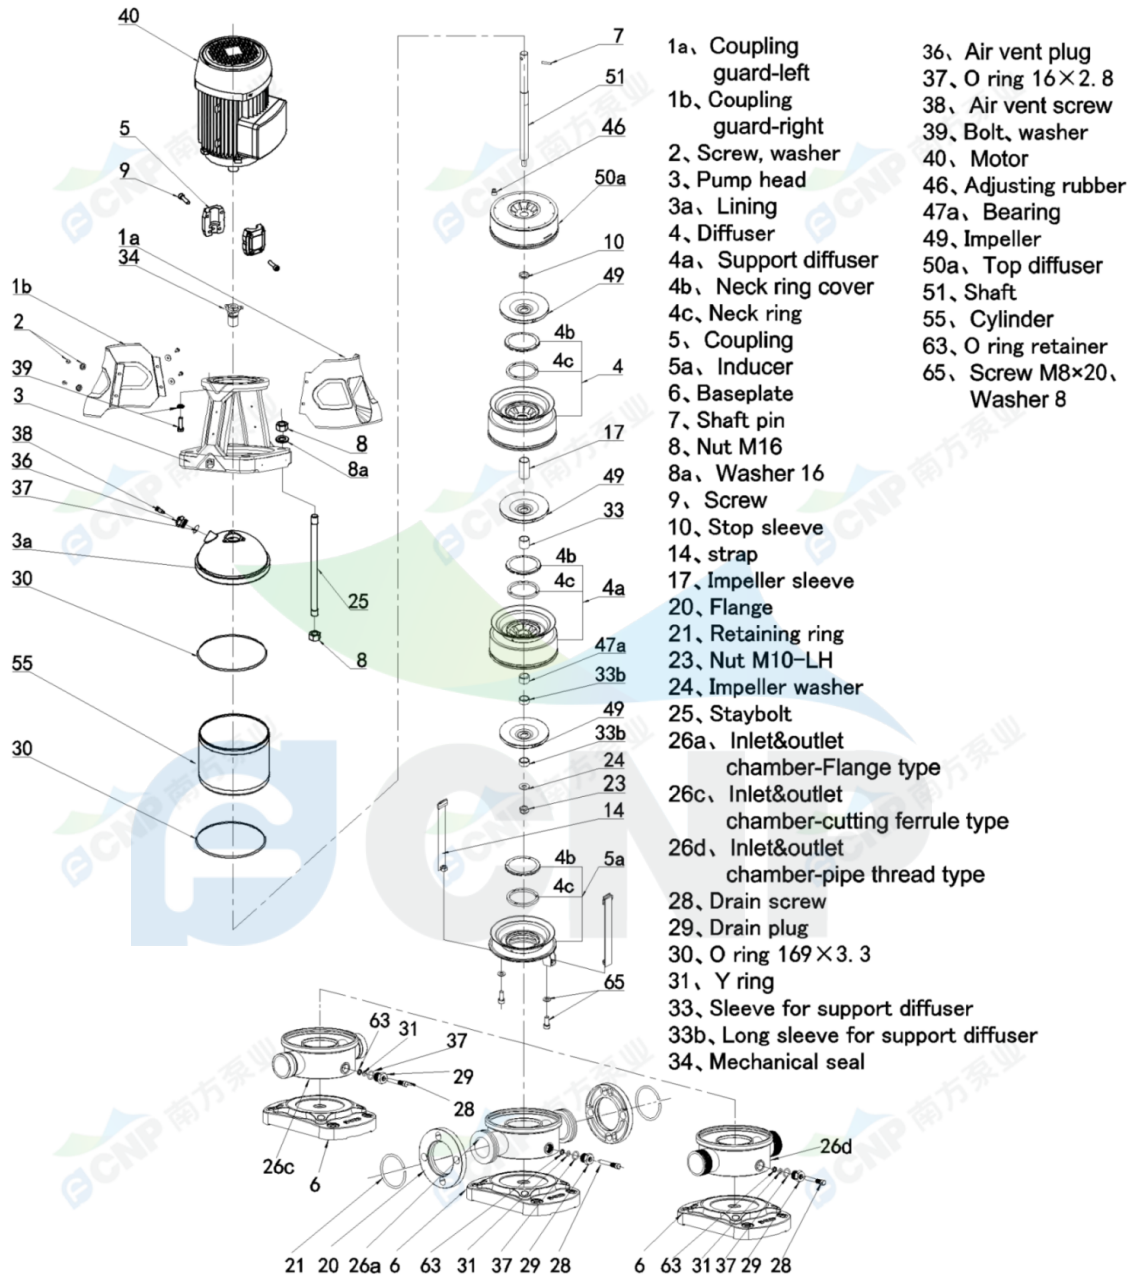 40
5
9
1a
34
1b
2
39
3
38
36
37
3a
30
55
30
8
8a
25
8
7
51
46
50a
10
49
4b
4c
4
17
49
33
4b
4c
4a
47a
33b
49
33b
24
23
14
4b
4c
5a
65
63
31
37
29
28
26c
6
26d
21 20 26a 6 63 31 37 29 28
6 63 31 37 29 28
1a、Coupling
guard-left
1b、Coupling
guard-right
2、Screw, washer
3、Pump head
3a、Lining
4、Diffuser
4a、Support diffuser
4b、Neck ring cover
4c、Neck ring
5、Coupling
5a、Inducer
6、Baseplate
7、Shaft pin
8、Nut M16
8a、Washer 16
9、Screw
10、Stop sleeve
14、strap
17、Impeller sleeve
20、Flange
21、Retaining ring
23、Nut M10-LH
24、Impeller washer
25、Staybolt
26a、Inlet&outlet
chamber-Flange type
26c、Inlet&outlet
chamber-cutting ferrule type
26d、Inlet&outlet
chamber-pipe thread type
28、Drain screw
29、Drain plug
30、O ring 169×3.3
31、Y ring
33、Sleeve for support diffuser
33b、Long sleeve for support diffuser
34、Mechanical seal
36、Air vent plug
37、O ring 16×2.8
38、Air vent screw
39、Bolt、washer
40、Motor
46、Adjusting rubber
47a、Bearing
49、Impeller
50a、Top diffuser
51、Shaft
55、Cylinder
63、O ring retainer
65、Screw M8×20、
Washer 8
CNP
CNP 南方泵业